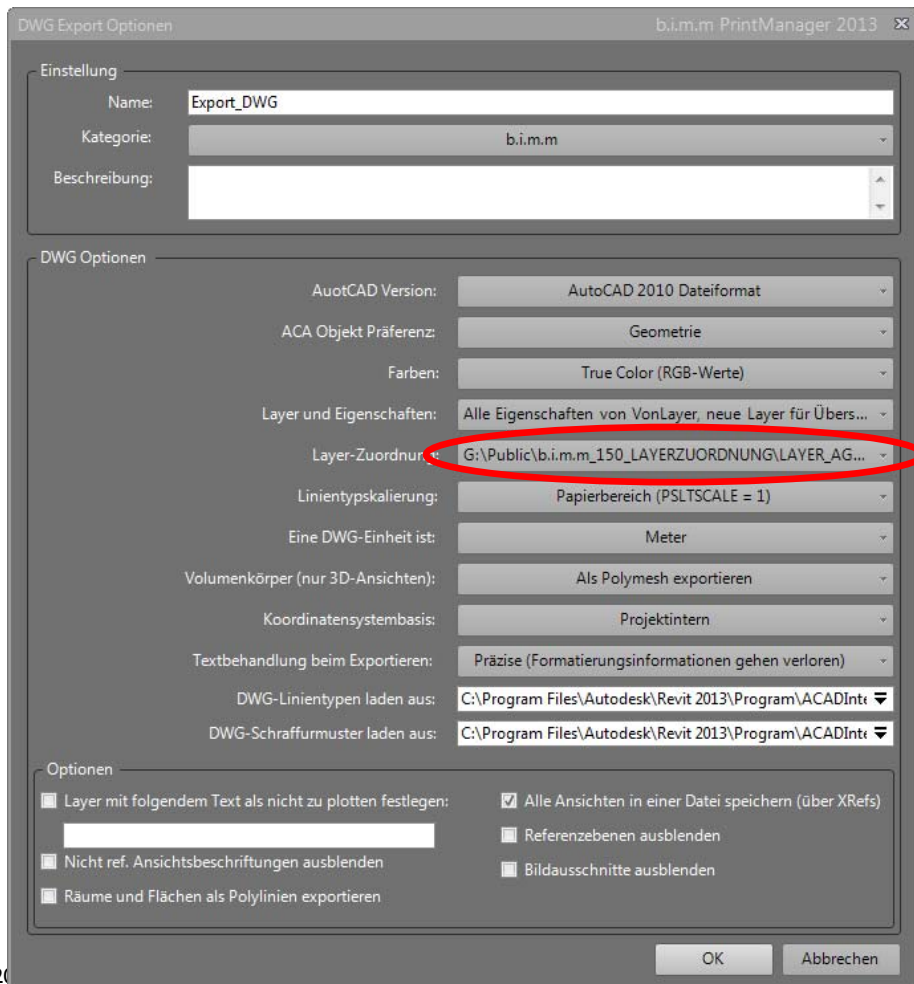 DWG Export Optionen b.i.m.m PrintManager 2013
Einstellung
Name: Export_DWG
Kategorie: b.i.m.m
Beschreibung:
DWG Optionen
AuotCAD Version: AutoCAD 2010 Dateiformat
ACA Objekt Präferenz: Geometrie
Farben: True Color (RGB-Werte)
Layer und Eigenschaften: Alle Eigenschaften von VonLayer, neue Layer für Übers...
Layer-Zuordnung: G:\Public\b.i.m.m_150_LAYERZUORDNUNG\LAYER_AG...
Linientypskalierung: Papierbereich (PSLTSCALE = 1)
Eine DWG-Einheit ist: Meter
Volumenkörper (nur 3D-Ansichten): Als Polymesh exportieren
Koordinatensystembasis: Projektintern
Textbehandlung beim Exportieren: Präzise (Formatierungsinformationen gehen verloren)
DWG-Linientypen laden aus: C:\Program Files\Autodesk\Revit 2013\Program\ACADInte
DWG-Schraffurmuster laden aus: C:\Program Files\Autodesk\Revit 2013\Program\ACADInte
Optionen
Layer mit folgendem Text als nicht zu plotten festlegen:
Alle Ansichten in einer Datei speichern (über XRefs)
Referenzebenen ausblenden
Nicht ref. Ansichtsbeschriftungen ausblenden
Bildausschnitte ausblenden
Räume und Flächen als Polylinien exportieren
OK Abbrechen